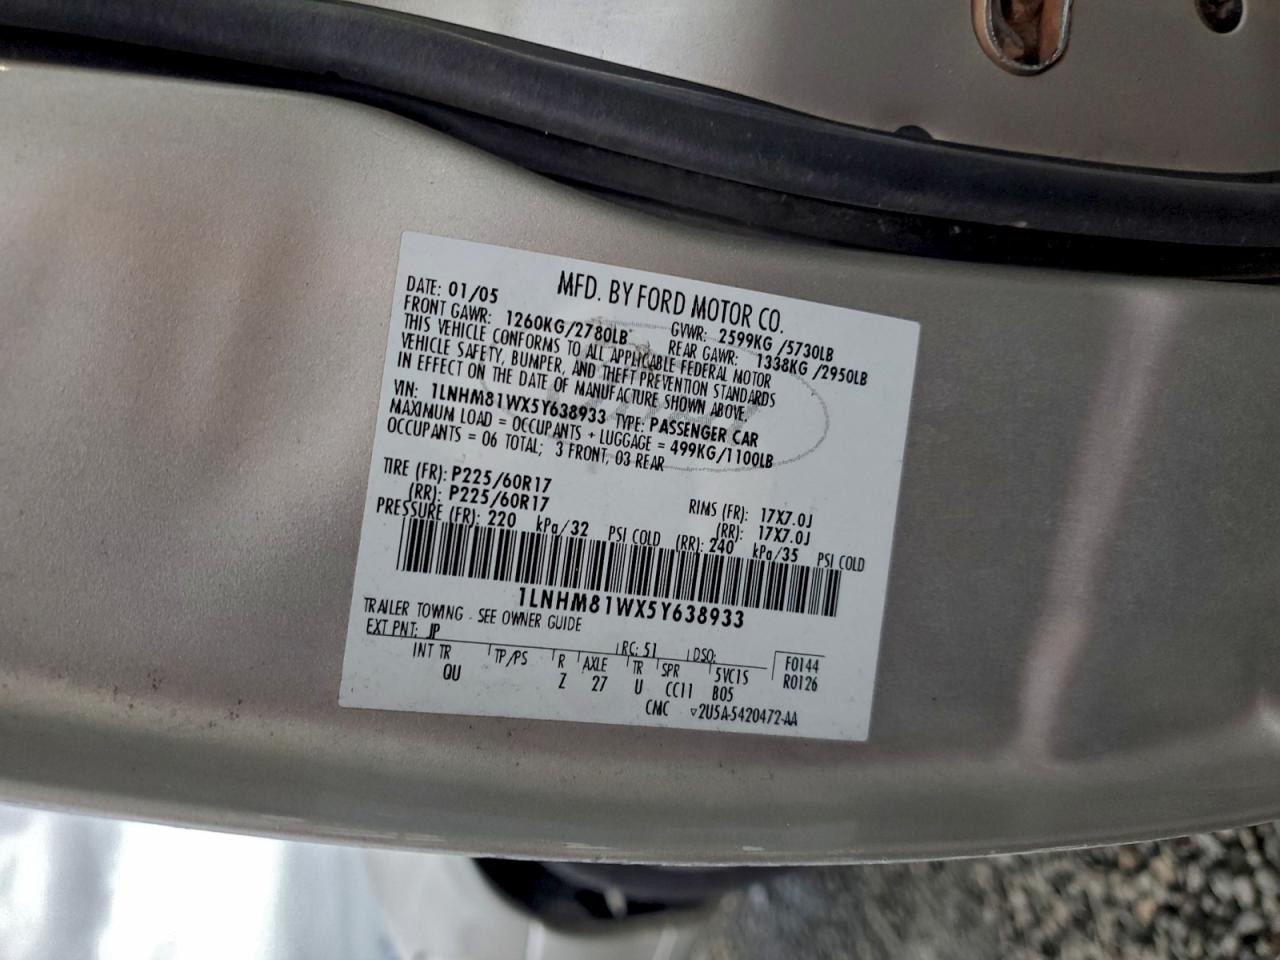 MFD. BY FORD MOTOR CO.
DATE: 01/05
GVWR: 2599KG /5730LB
FRONT GAWR: 1260KG/2780LB
REAR GAWR: 1338KG /2950LB
THIS VEHICLE CONFORMS TO ALL APPLICABLE FEDERAL MOTOR
VEHICLE SAFETY, BUMPER, AND THEFT PREVENTION STANDARDS
IN EFFECT ON THE DATE OF MANUFACTURE SHOWN ABOVE.
VIN: 1LNHM81WX5Y638933 TYPE: PASSENGER CAR
MAXIMUM LOAD = OCCUPANTS + LUGGAGE = 499KG/1100LB
OCCUPANTS = 06 TOTAL; 3 FRONT, 03 REAR
TIRE (FR): P225/60R17 RIMS (FR): 17X7.0J
(RR): P225/60R17 (RR): 17X7.0J
PRESSURE (FR): 220 kPa/32 PSI COLD (RR): 240 kPa/35 PSI COLD
1LNHM81WX5Y638933
TRAILER TOWING - SEE OWNER GUIDE
EXT PNT: JP RC: 51 DSO: F0144
INT TR TP/PS R AXLE TR SPR 5VC15 R0126
QU Z 27 U CC11 B05
CMC ▽2U5A-5420472-AA